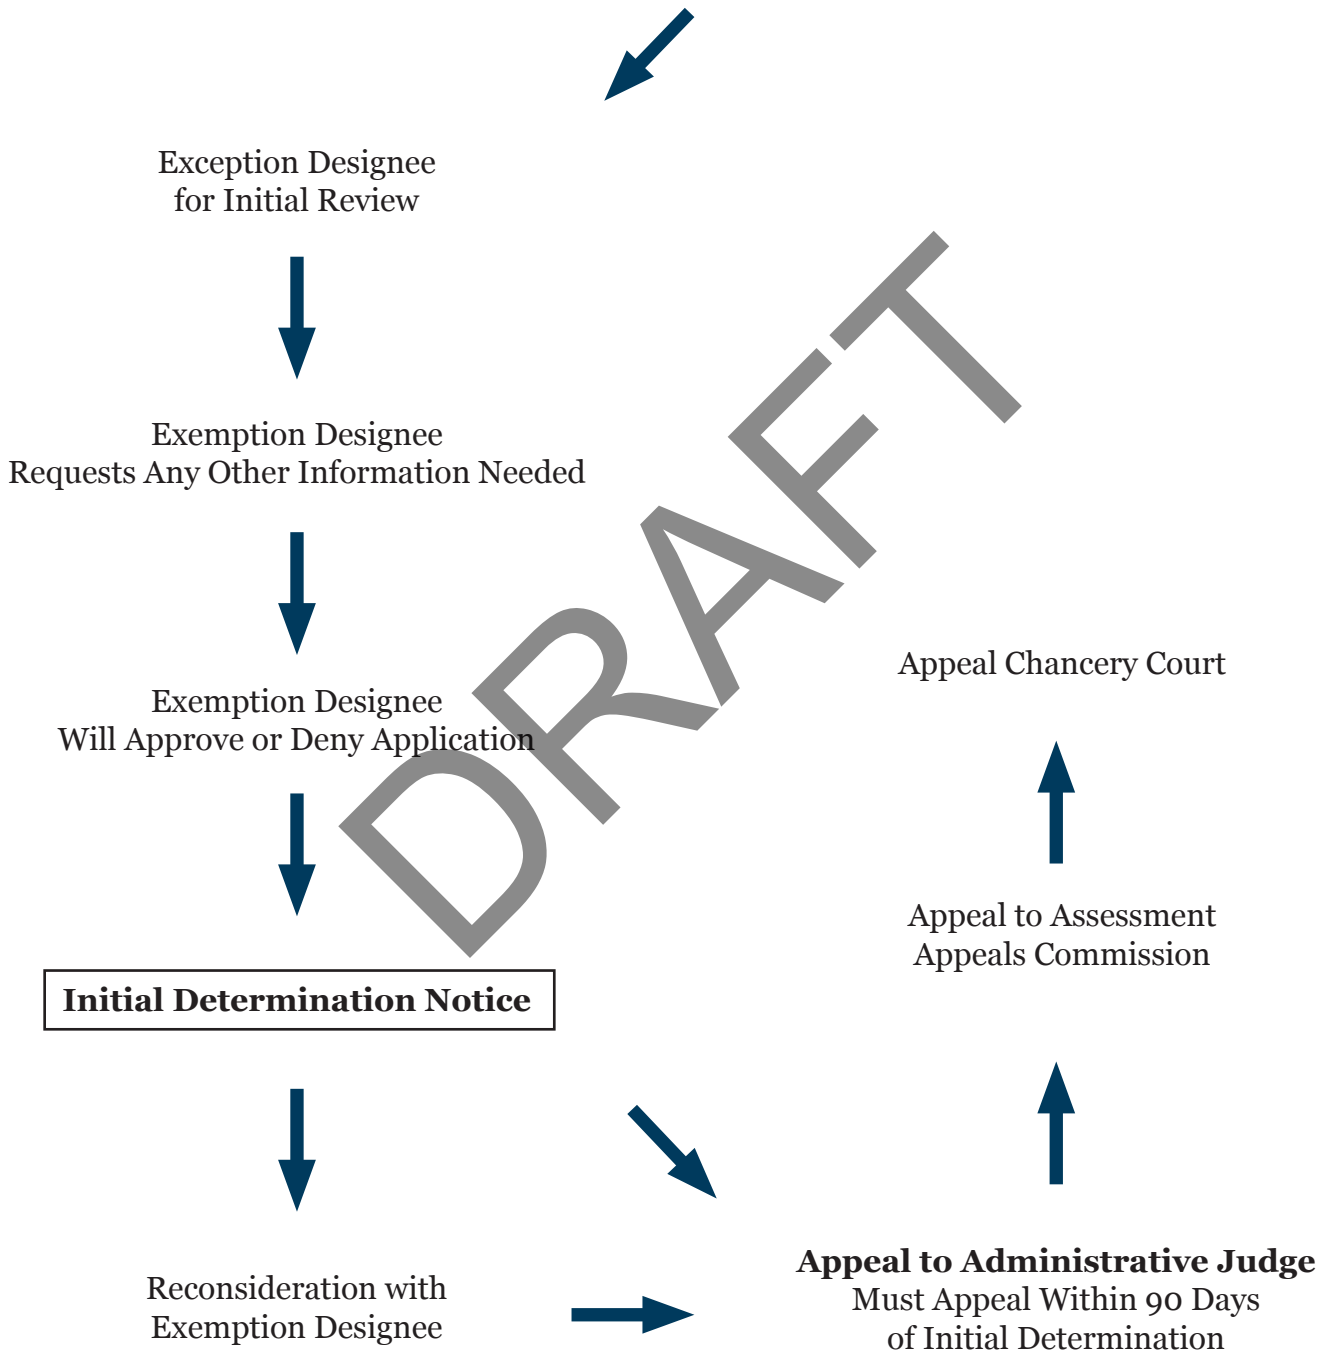 Exception Designee
for Initial Review
Exemption Designee
Requests Any Other Information Needed
Exemption Designee
Will Approve or Deny Application
Initial Determination Notice
Reconsideration with
Exemption Designee
Appeal to Administrative Judge
Must Appeal Within 90 Days
of Initial Determination
Appeal to Assessment
Appeals Commission
Appeal Chancery Court
DRAFT